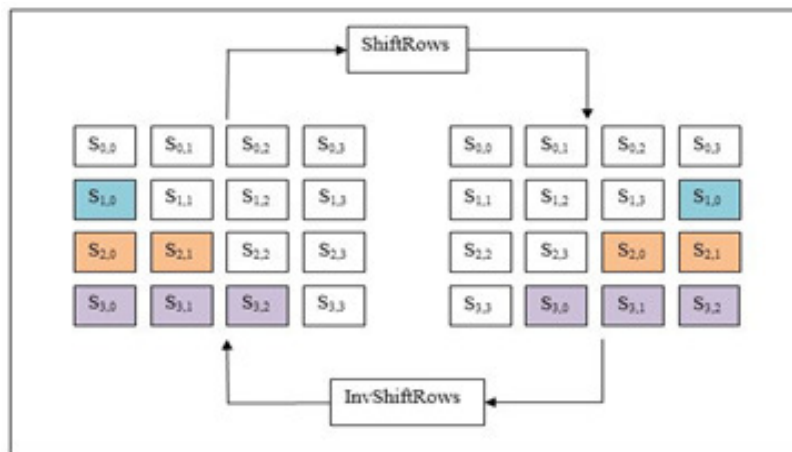 ShiftRows
S0,0 S0,1 S0,2 S0,3 S0,0 S0,1 S0,2 S0,3
S1,0 S1,1 S1,2 S1,3 S1,1 S1,2 S1,3 S1,0
S2,0 S2,1 S2,2 S2,3 S2,2 S2,3 S2,0 S2,1
S3,0 S3,1 S3,2 S3,3 S3,3 S3,0 S3,1 S3,2
InvShiftRows